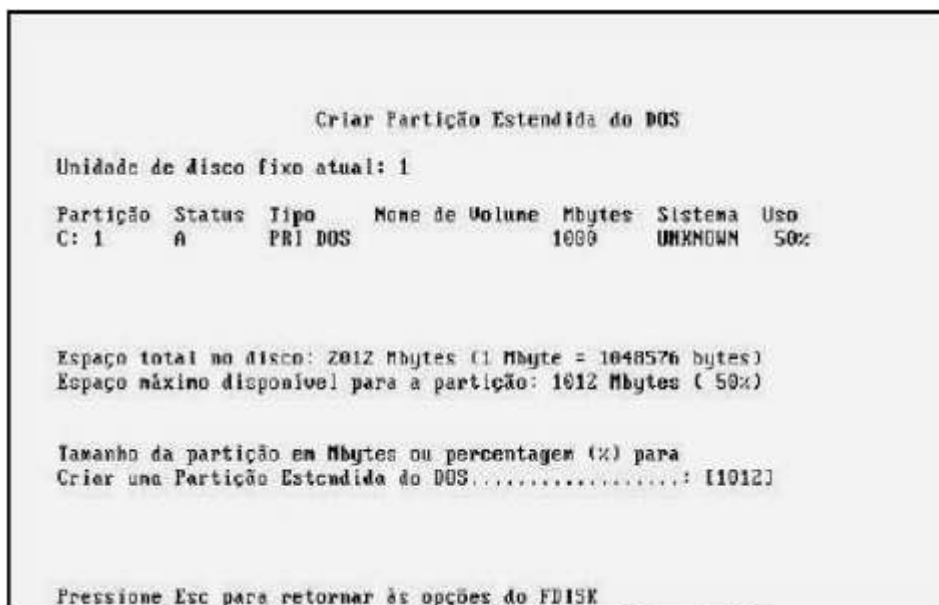 Criar Partição Estendida do DOS
Unidade de disco fixo atual: 1
Partição Status Tipo Nome de Volume Mbytes Sistema Uso
C: 1 A PRI DOS 1000 UNKNOWN 50%
Espaço total no disco: 2012 Mbytes (1 Mbyte = 1048576 bytes)
Espaço máximo disponível para a partição: 1012 Mbytes ( 50%)
Tamanho da partição em Mbytes ou percentagem (%) para
Criar uma Partição Estendida do DOS..................: [1012]
Pressione Esc para retornar às opções do FDISK